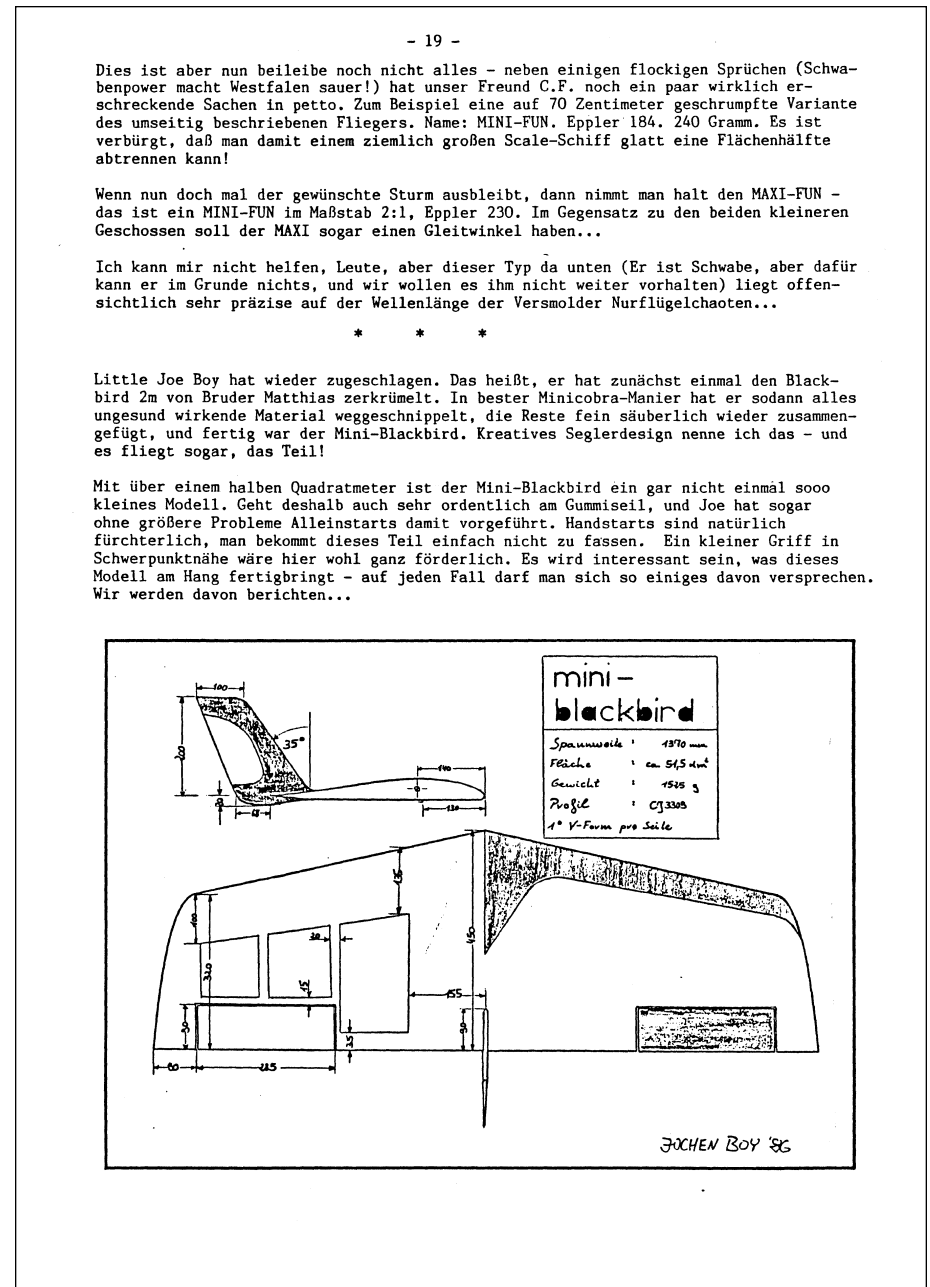 - 19 -
Dies ist aber nun beileibe noch nicht alles - neben einigen flockigen Sprüchen (Schwa-
benpower macht Westfalen sauer!) hat unser Freund C.F. noch ein paar wirklich er-
schreckende Sachen in petto. Zum Beispiel eine auf 70 Zentimeter geschrumpfte Variante
des umseitig beschriebenen Fliegers. Name: MINI-FUN. Eppler 184. 240 Gramm. Es ist
verbürgt, daß man damit einem ziemlich großen Scale-Schiff glatt eine Flächenhälfte
abtrennen kann!
Wenn nun doch mal der gewünschte Sturm ausbleibt, dann nimmt man halt den MAXI-FUN -
das ist ein MINI-FUN im Maßstab 2:1, Eppler 230. Im Gegensatz zu den beiden kleineren
Geschossen soll der MAXI sogar einen Gleitwinkel haben...
Ich kann mir nicht helfen, Leute, aber dieser Typ da unten (Er ist Schwabe, aber dafür
kann er im Grunde nichts, und wir wollen es ihm nicht weiter vorhalten) liegt offen-
sichtlich sehr präzise auf der Wellenlänge der Versmolder Nurflügelchaoten...
* * *
Little Joe Boy hat wieder zugeschlagen. Das heißt, er hat zunächst einmal den Black-
bird 2m von Bruder Matthias zerkrümelt. In bester Minicobra-Manier hat er sodann alles
ungesund wirkende Material weggeschnippelt, die Reste fein säuberlich wieder zusammen-
gefügt, und fertig war der Mini-Blackbird. Kreatives Seglerdesign nenne ich das - und
es fliegt sogar, das Teil!
Mit über einem halben Quadratmeter ist der Mini-Blackbird ein gar nicht einmal sooo
kleines Modell. Geht deshalb auch sehr ordentlich am Gummiseil, und Joe hat sogar
ohne größere Probleme Alleinstarts damit vorgeführt. Handstarts sind natürlich
fürchterlich, man bekommt dieses Teil einfach nicht zu fassen. Ein kleiner Griff in
Schwerpunktnähe wäre hier wohl ganz förderlich. Es wird interessant sein, was dieses
Modell am Hang fertigbringt - auf jeden Fall darf man sich so einiges davon versprechen.
Wir werden davon berichten...
mini-
blackbird
Spannweite : 1370 mm
Fläche : ca. 51,5 dm²
Gewicht : 1525 g
Profil : CJ3309
1° V-Form pro Seite
100
200
35°
140
20
130
135
100
450
320
20
15
155
90
90
35
285
JOCHEN BOY '86